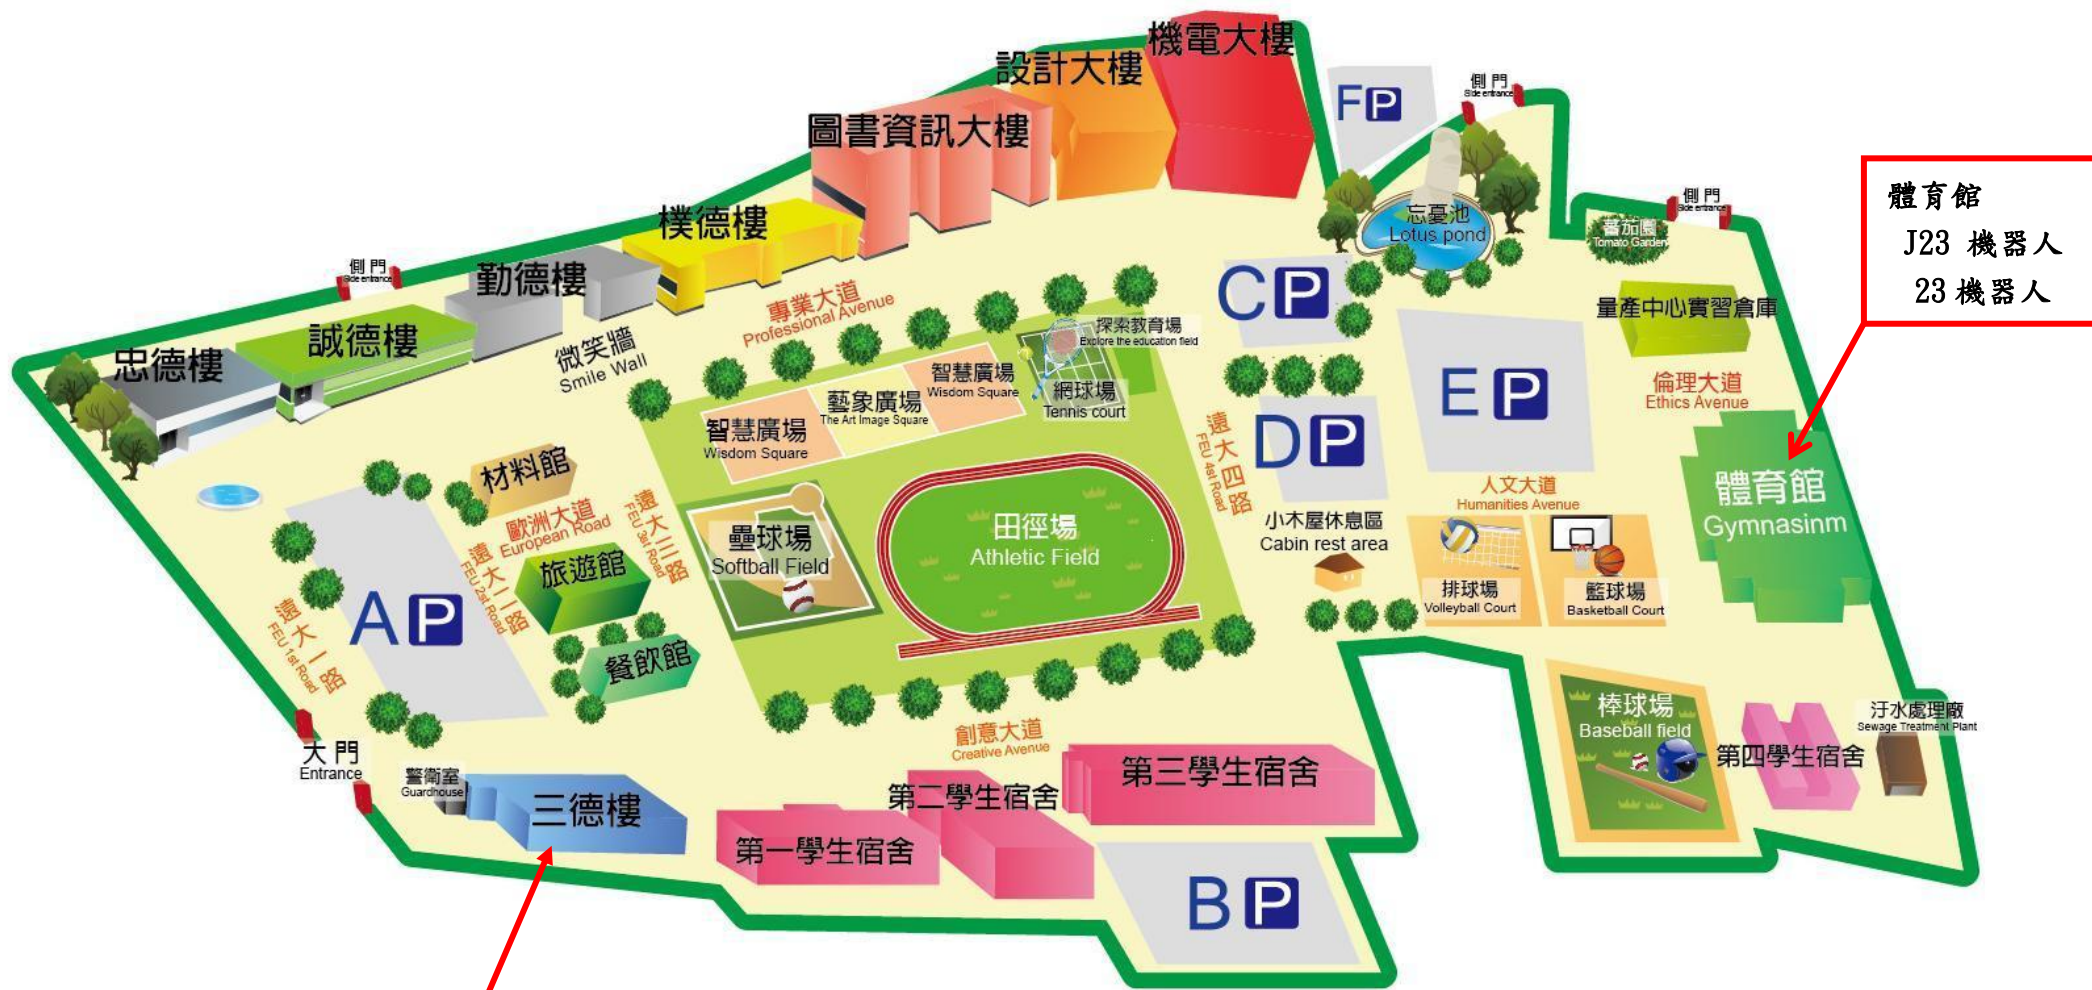 機電大樓
設計大樓
圖書資訊大樓
樸德樓
勤德樓
誠德樓
忠德樓
側門
Side entrance
側門
Side entrance
側門
Side entrance
F P
忘憂池
Lotus pond
蕃茄園
Tomato Garden
體育館
J23 機器人
23 機器人
量產中心實習倉庫
倫理大道
Ethics Avenue
專業大道
Professional Avenue
微笑牆
Smile Wall
C P
探索教育場
Explore the education field
網球場
Tennis court
智慧廣場
Wisdom Square
藝象廣場
The Art Image Square
智慧廣場
Wisdom Square
E P
D P
遠大四路
FEU 4st Road
體育館
Gymnasinm
人文大道
Humanities Avenue
小木屋休息區
Cabin rest area
排球場
Volleyball Court
籃球場
Basketball Court
材料館
歐洲大道
European Road
遠大三路
FEU 3st Road
遠大二路
FEU 2st Road
旅遊館
餐飲館
壘球場
Softball Field
田徑場
Athletic Field
A P
遠大一路
FEU 1st Road
大門
Entrance
警衛室
Guardhouse
三德樓
創意大道
Creative Avenue
第一學生宿舍
第二學生宿舍
第三學生宿舍
B P
棒球場
Baseball field
第四學生宿舍
汙水處理廠
Sewage Treatment Plant